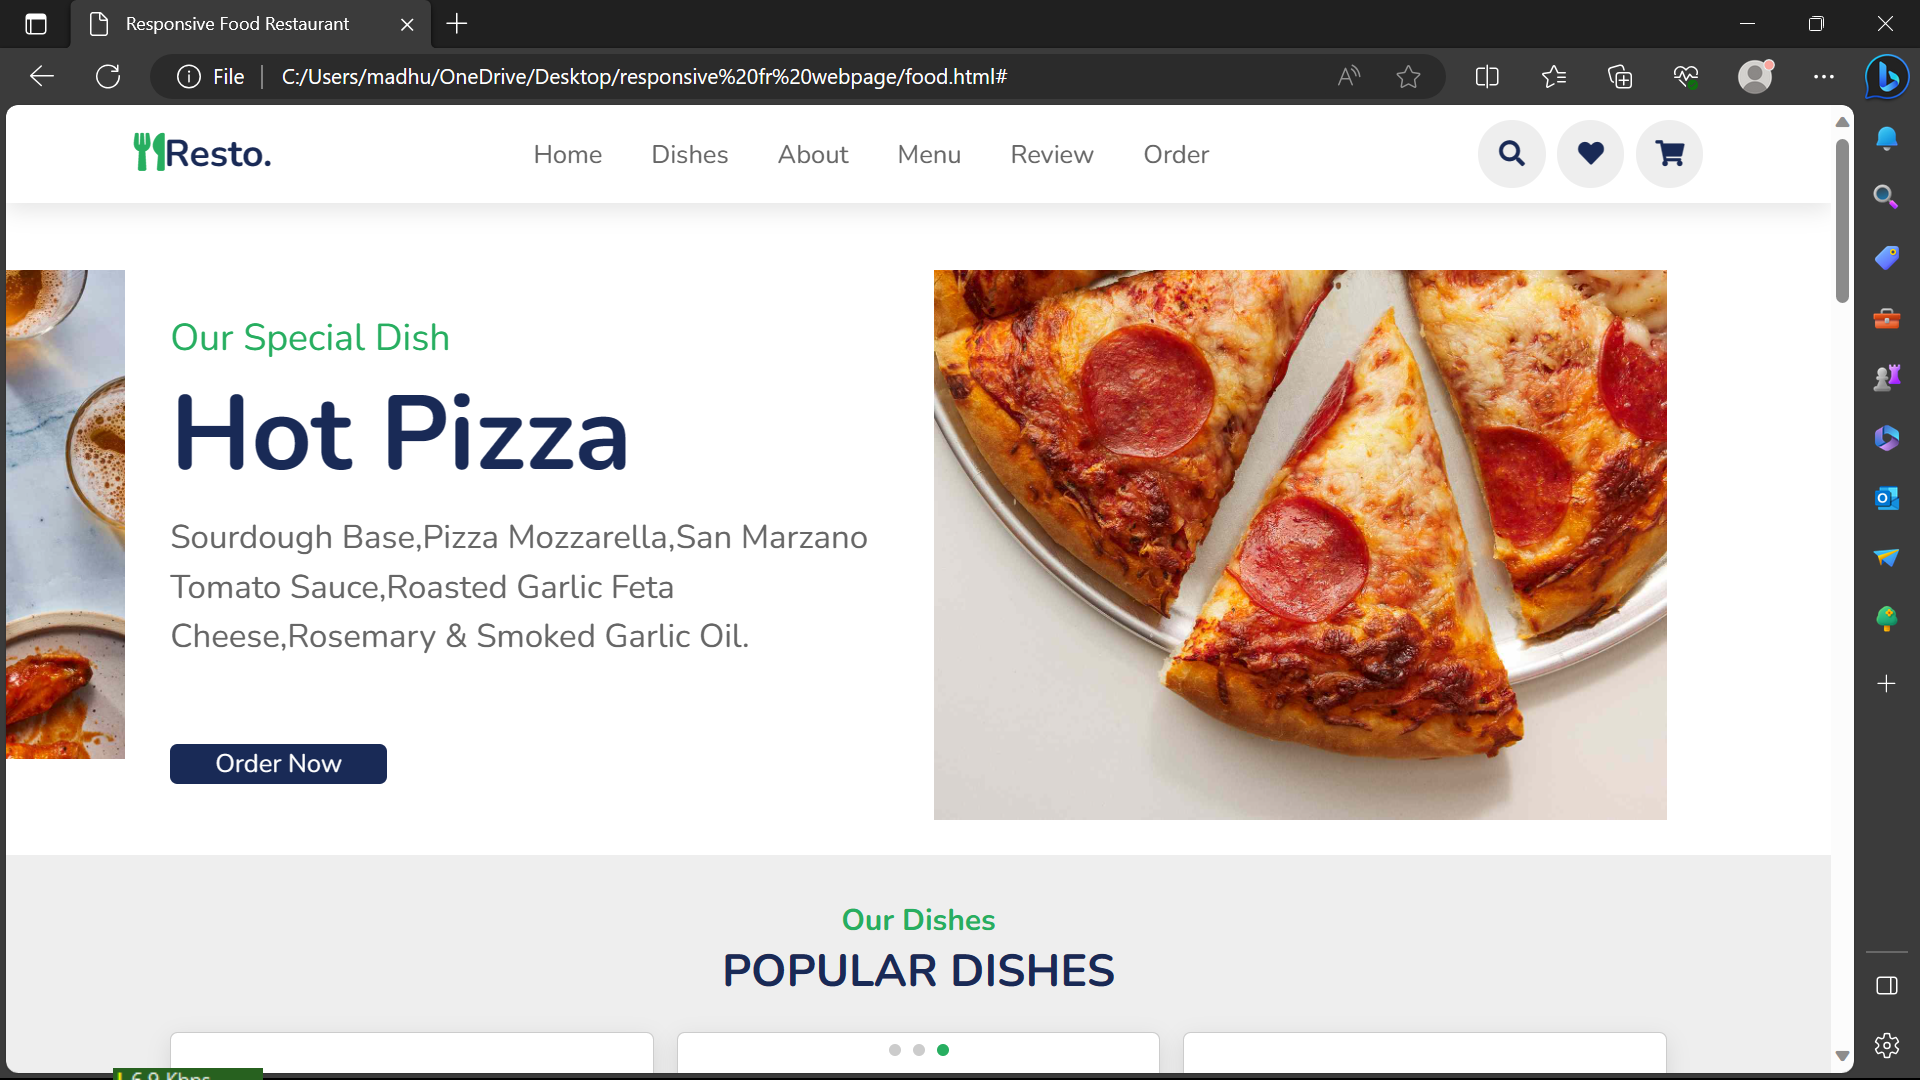 Responsive Food Restaurant
File
C:/Users/madhu/OneDrive/Desktop/responsive%20fr%20webpage/food.html#
Resto.
Home Dishes About Menu Review Order
Our Special Dish
Hot Pizza
Sourdough Base,Pizza Mozzarella,San Marzano
Tomato Sauce,Roasted Garlic Feta
Cheese,Rosemary & Smoked Garlic Oil.
Order Now
Our Dishes
POPULAR DISHES